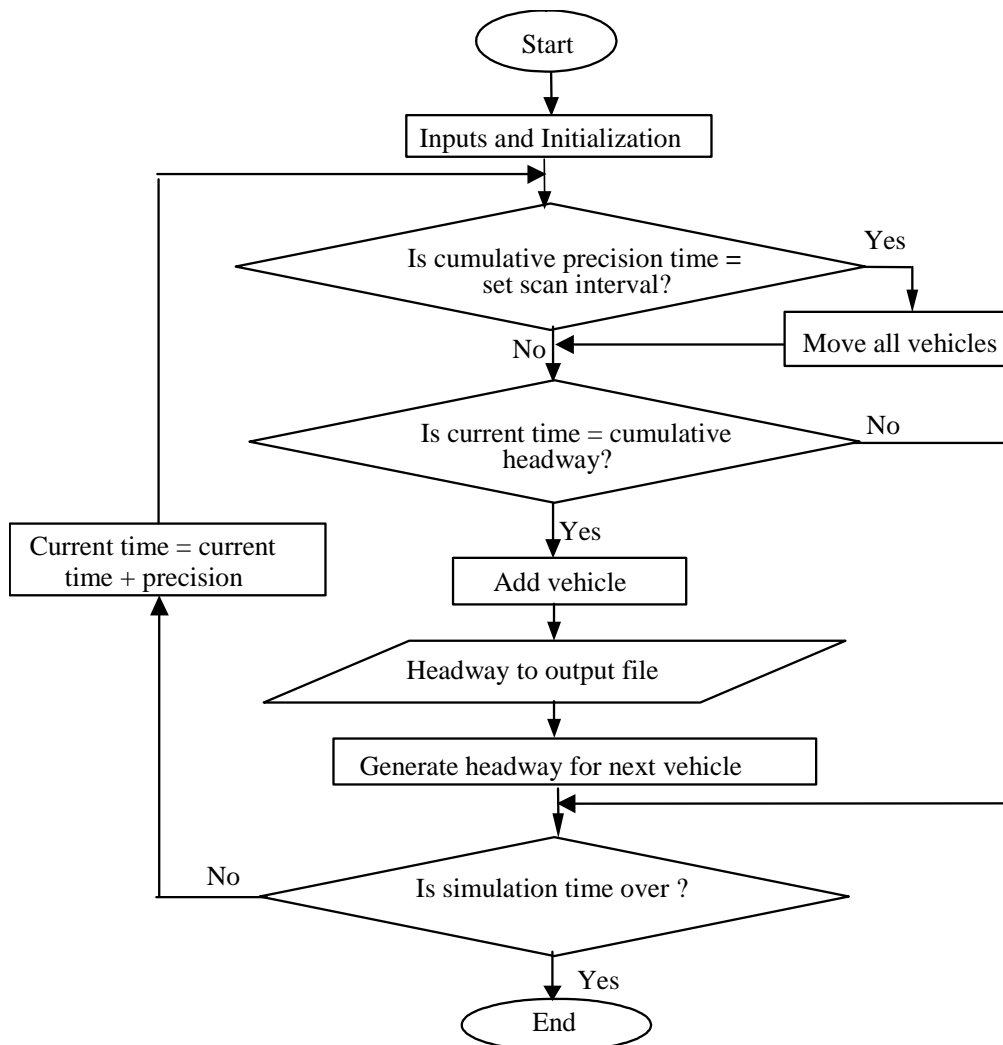 Start
Inputs and Initialization
Is cumulative precision time =
set scan interval?
Yes
Move all vehicles
No
Is current time = cumulative
headway?
No
Yes
Current time = current
time + precision
Add vehicle
Headway to output file
Generate headway for next vehicle
Is simulation time over ?
No
Yes
End